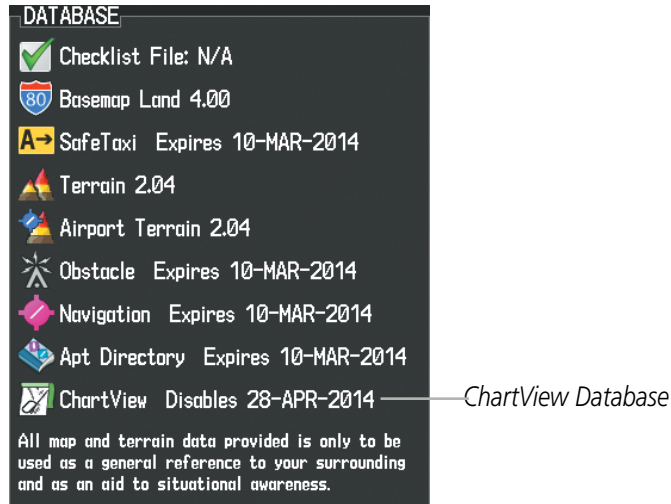 DATABASE
Checklist File: N/A
80 Basemap Land 4.00
A→ SafeTaxi Expires 10-MAR-2014
Terrain 2.04
Airport Terrain 2.04
Obstacle Expires 10-MAR-2014
Navigation Expires 10-MAR-2014
Apt Directory Expires 10-MAR-2014
ChartView Disables 28-APR-2014
ChartView Database
All map and terrain data provided is only to be
used as a general reference to your surrounding
and as an aid to situational awareness.